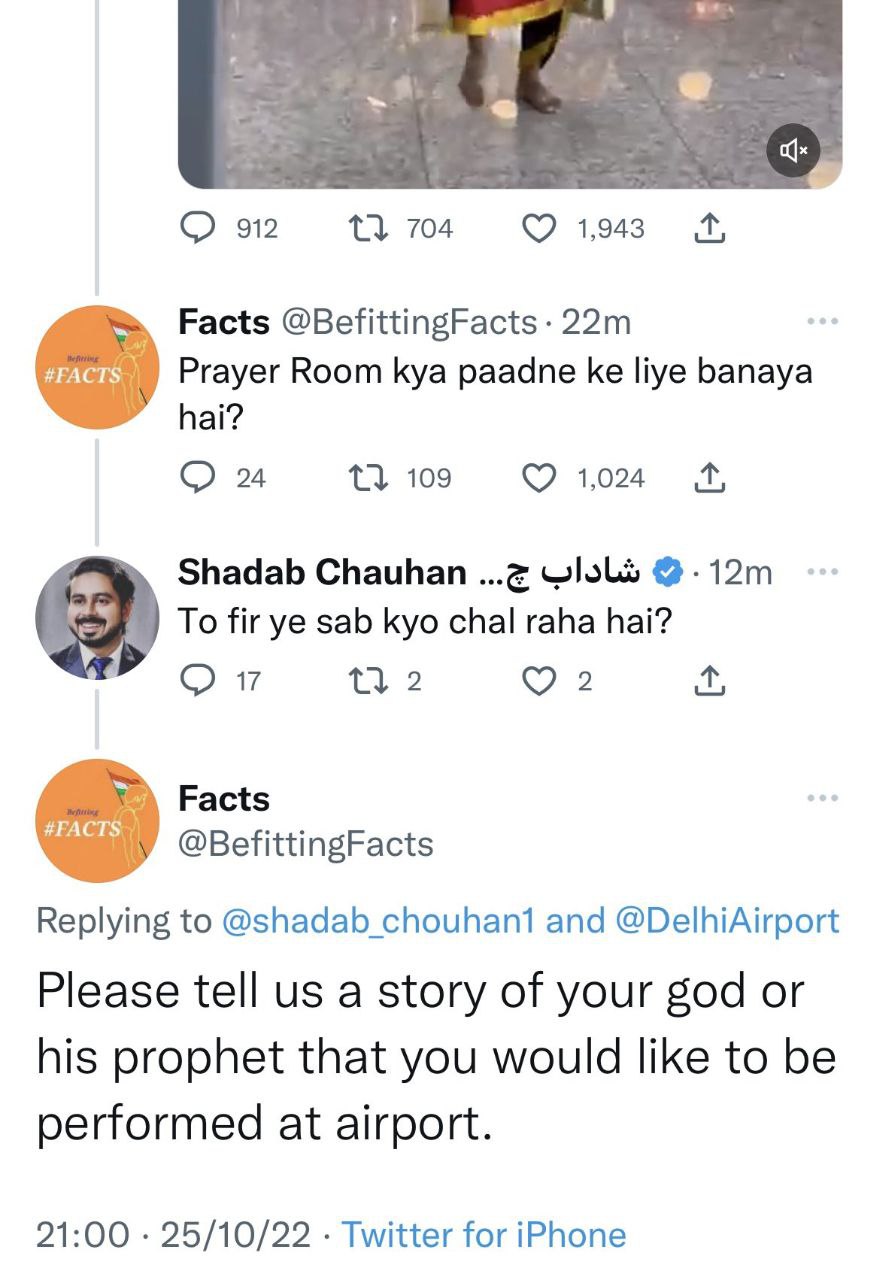 912 704 1,943
Facts @BefittingFacts · 22m
Befitting
#FACTS
Prayer Room kya paadne ke liye banaya
hai?
24 109 1,024
Shadab Chauhan شاداب چ... · 12m
To fir ye sab kyo chal raha hai?
17 2 2
Befitting
#FACTS
Facts
@BefittingFacts
Replying to @shadab_chouhan1 and @DelhiAirport
Please tell us a story of your god or
his prophet that you would like to be
performed at airport.
21:00 · 25/10/22 · Twitter for iPhone